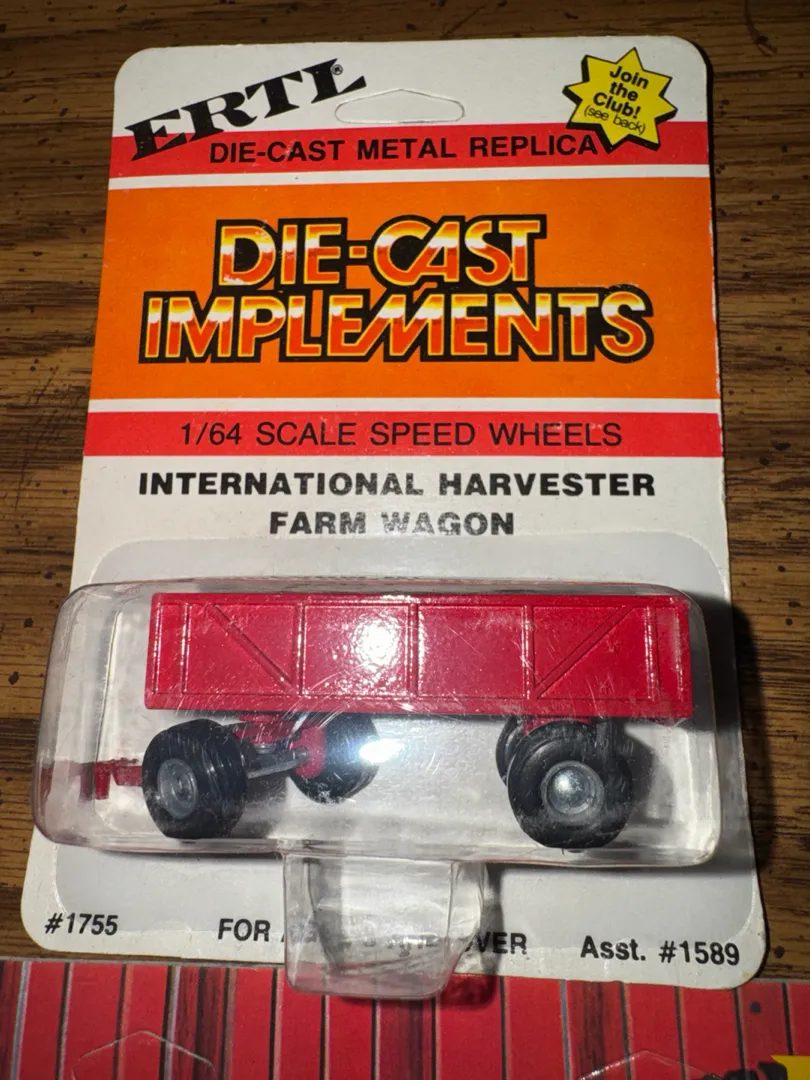 ERTL®
Join
the
Club!
(see back)
DIE-CAST METAL REPLICA
DIE-CAST
IMPLEMENTS
1/64 SCALE SPEED WHEELS
INTERNATIONAL HARVESTER
FARM WAGON
#1755
FOR
Asst. #1589